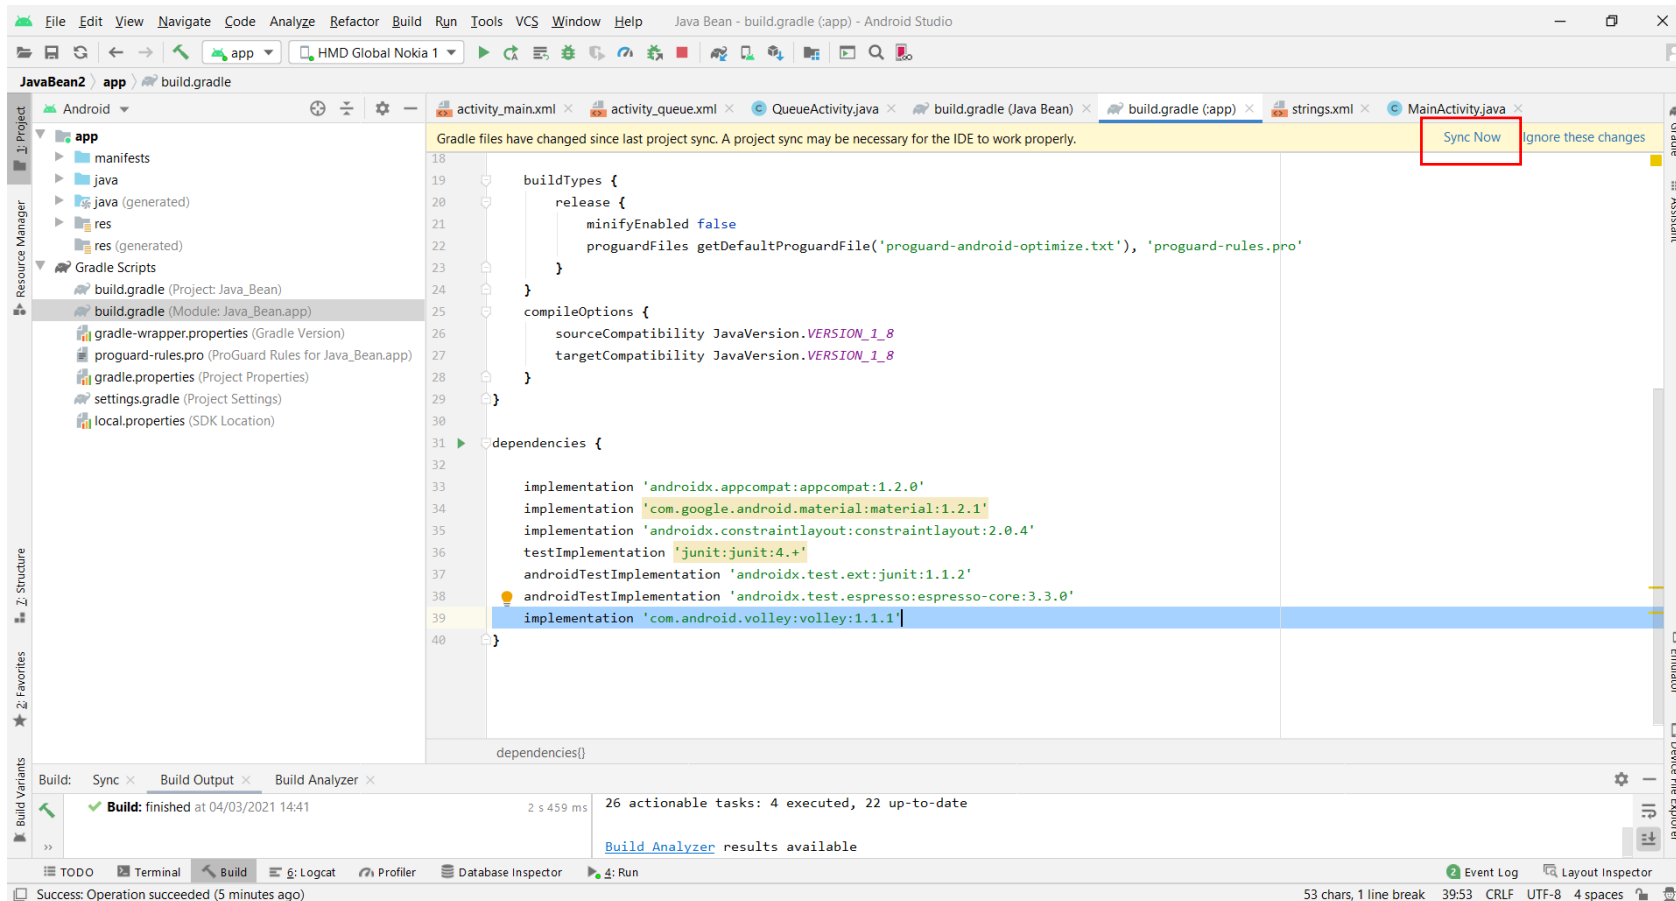 File Edit View Navigate Code Analyze Refactor Build Run Tools VCS Window Help Java Bean - build.gradle (:app) - Android Studio
app HMD Global Nokia 1
JavaBean2 app build.gradle
Android
activity_main.xml activity_queue.xml QueueActivity.java build.gradle (Java Bean) build.gradle (:app) strings.xml MainActivity.java
Gradle files have changed since last project sync. A project sync may be necessary for the IDE to work properly. Sync Now Ignore these changes
1: Project
Resource Manager
Z: Structure
2: Favorites
Build Variants
app
manifests
java
java (generated)
res
res (generated)
Gradle Scripts
build.gradle (Project: Java_Bean)
build.gradle (Module: Java_Bean.app)
gradle-wrapper.properties (Gradle Version)
proguard-rules.pro (ProGuard Rules for Java_Bean.app)
gradle.properties (Project Properties)
settings.gradle (Project Settings)
local.properties (SDK Location)
18
19 buildTypes {
20 release {
21 minifyEnabled false
22 proguardFiles getDefaultProguardFile('proguard-android-optimize.txt'), 'proguard-rules.pro'
23 }
24 }
25 compileOptions {
26 sourceCompatibility JavaVersion.VERSION_1_8
27 targetCompatibility JavaVersion.VERSION_1_8
28 }
29 }
30
31 dependencies {
32
33 implementation 'androidx.appcompat:appcompat:1.2.0'
34 implementation 'com.google.android.material:material:1.2.1'
35 implementation 'androidx.constraintlayout:constraintlayout:2.0.4'
36 testImplementation 'junit:junit:4.+'
37 androidTestImplementation 'androidx.test.ext:junit:1.1.2'
38 androidTestImplementation 'androidx.test.espresso:espresso-core:3.3.0'
39 implementation 'com.android.volley:volley:1.1.1'
40 }
dependencies{}
Gradle
Assistant
Emulator
Device File Explorer
Build: Sync Build Output Build Analyzer
Build: finished at 04/03/2021 14:41 2 s 459 ms
26 actionable tasks: 4 executed, 22 up-to-date
Build Analyzer results available
TODO Terminal Build 6: Logcat Profiler Database Inspector 4: Run 2 Event Log Layout Inspector
Success: Operation succeeded (5 minutes ago) 53 chars, 1 line break 39:53 CRLF UTF-8 4 spaces